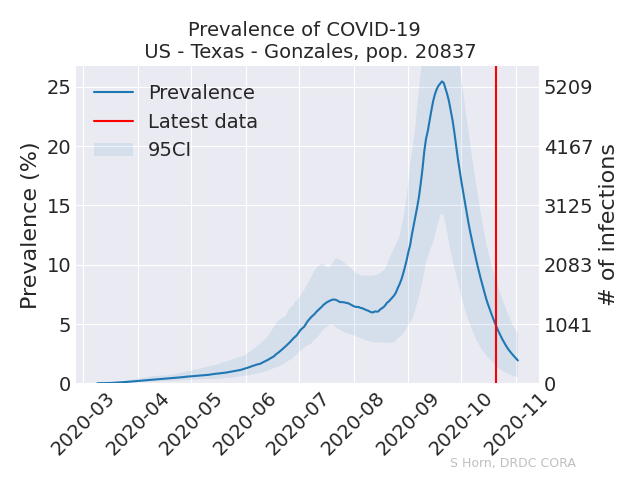 Prevalence of COVID-19
US - Texas - Gonzales, pop. 20837
Prevalence
Latest data
95CI
Prevalence (%)
25
20
15
10
5
0
5209
4167
3125
2083
1041
0
# of infections
2020-03
2020-04
2020-05
2020-06
2020-07
2020-08
2020-09
2020-10
2020-11
S Horn, DRDC CORA